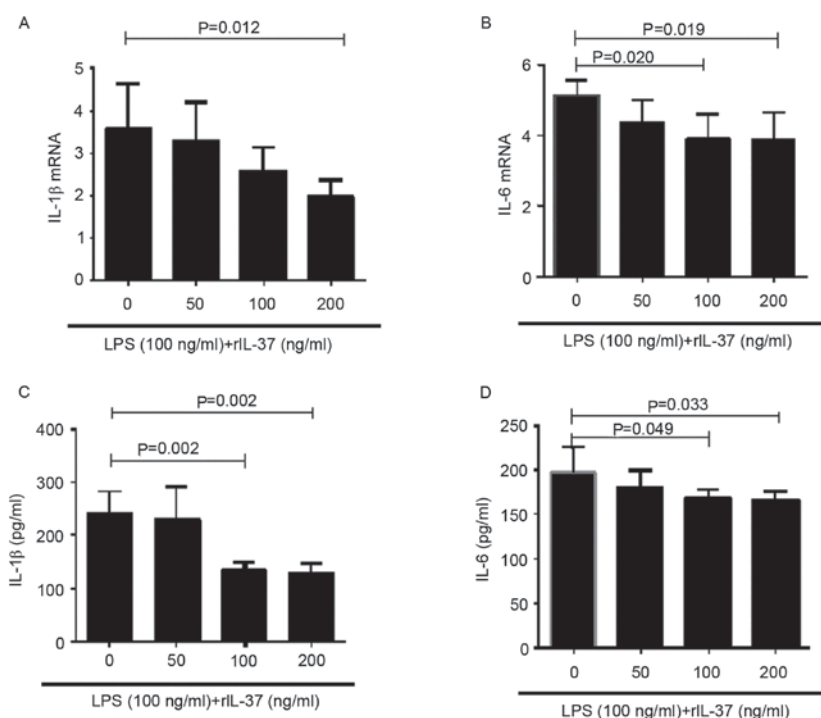 A
P=0.012
5
4
3
2
1
0
IL-1β mRNA
0 50 100 200
LPS (100 ng/ml)+rIL-37 (ng/ml)
B
P=0.019
P=0.020
6
4
2
0
IL-6 mRNA
0 50 100 200
LPS (100 ng/ml)+rIL-37 (ng/ml)
C
P=0.002
P=0.002
400
300
200
100
0
IL-1β (pg/ml)
0 50 100 200
LPS (100 ng/ml)+rIL-37 (ng/ml)
D
P=0.033
P=0.049
250
200
150
100
50
0
IL-6 (pg/ml)
0 50 100 200
LPS (100 ng/ml)+rIL-37 (ng/ml)